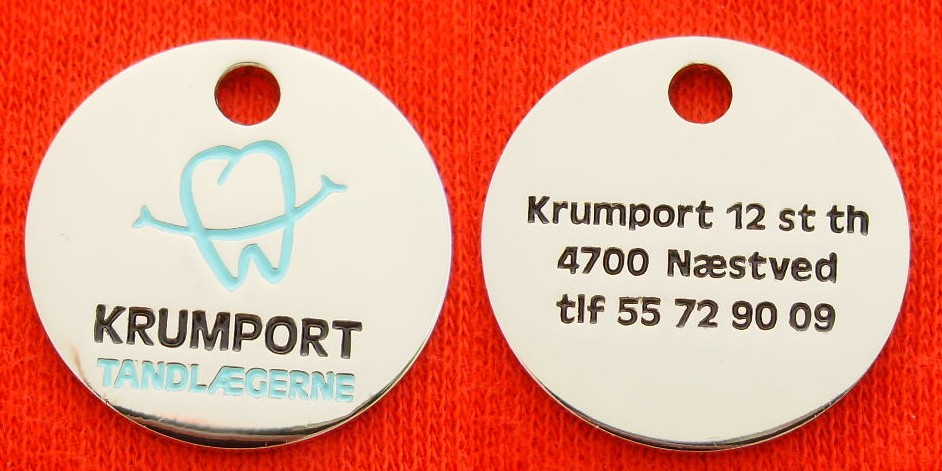 KRUMPORT
TANDLÆGERNE
Krumport 12 st th
4700 Næstved
tlf 55 72 90 09